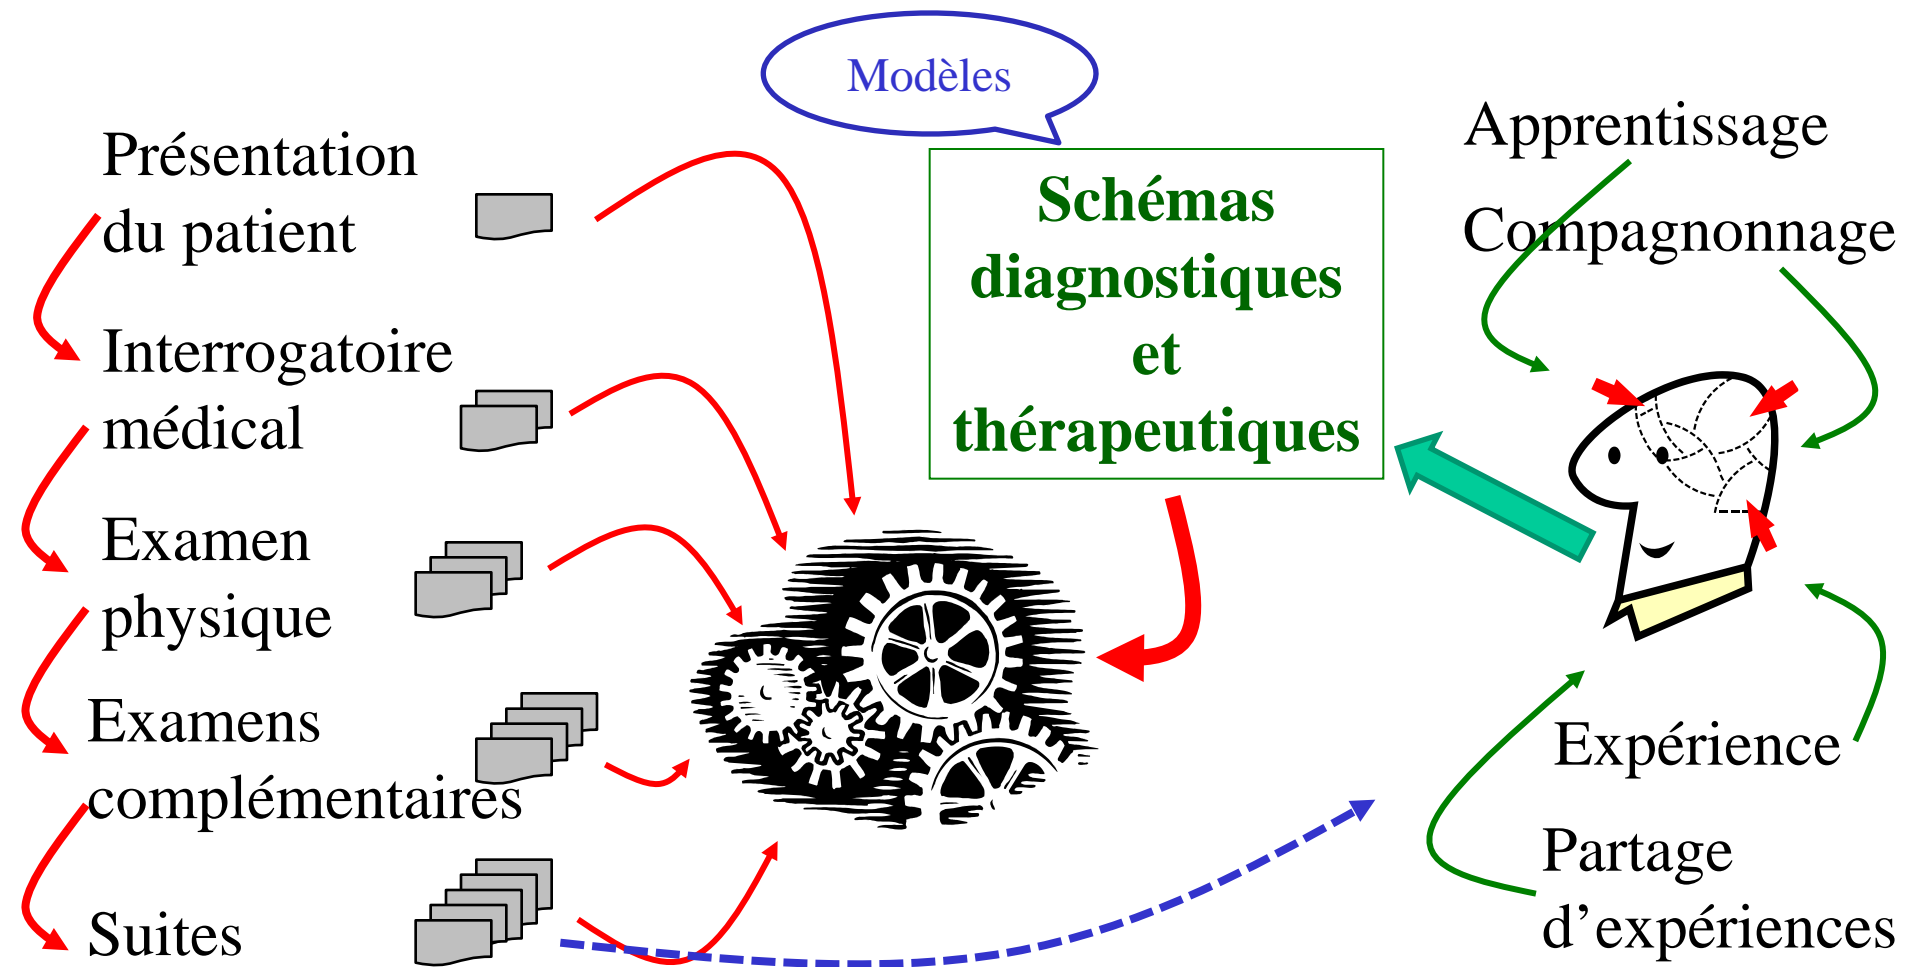 Modèles
Présentation
du patient
Interrogatoire
médical
Examen
physique
Examens
complémentaires
Suites
Schémas
diagnostiques
et
thérapeutiques
Apprentissage
Compagnonnage
Expérience
Partage
d’expériences